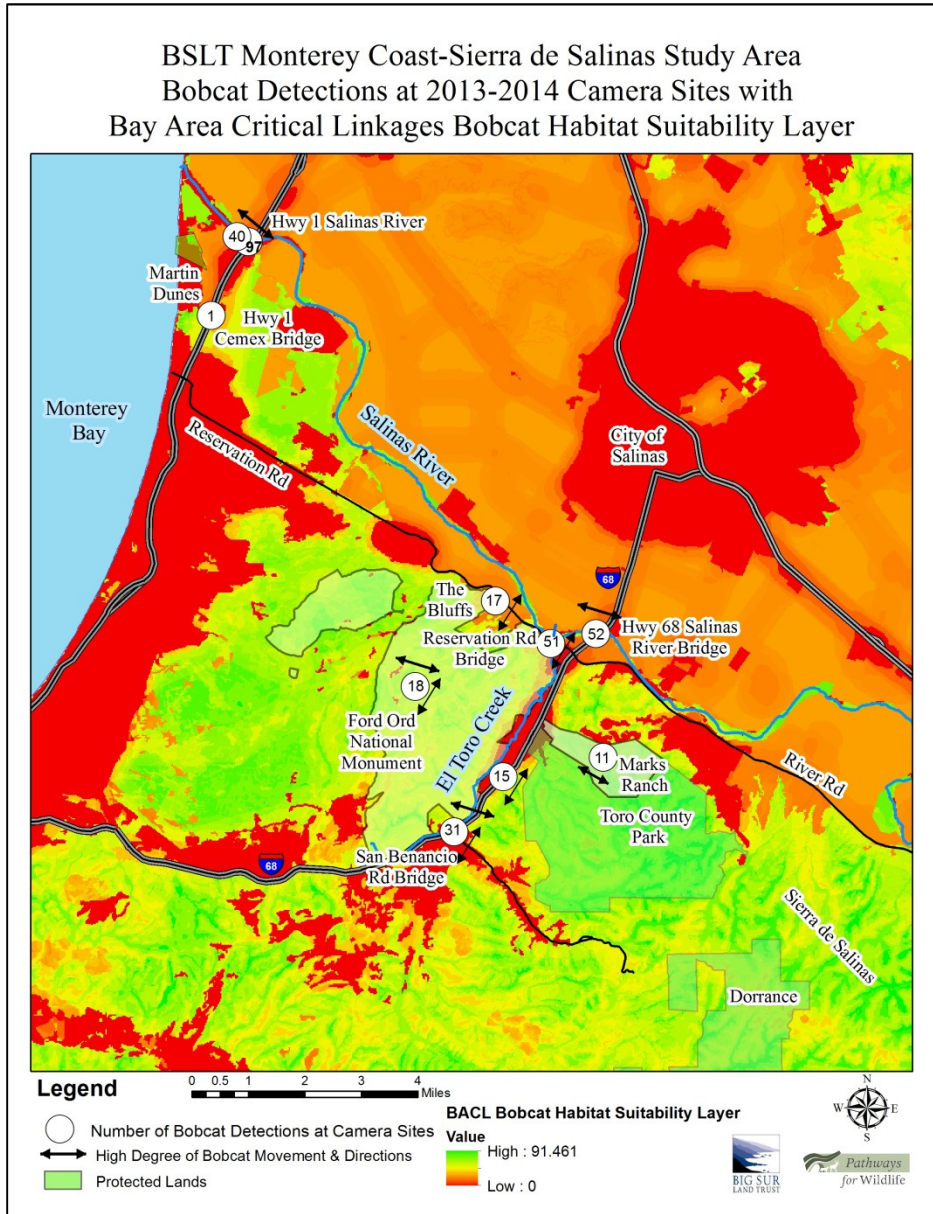 BSLT Monterey Coast-Sierra de Salinas Study Area
Bobcat Detections at 2013-2014 Camera Sites with
Bay Area Critical Linkages Bobcat Habitat Suitability Layer
Hwy 1 Salinas River
40
97
Martin
Dunes
1
Hwy 1
Cemex Bridge
Monterey
Bay
Reservation Rd
Salinas River
City of
Salinas
68
The
Bluffs
17
Reservation Rd
Bridge
51
52
Hwy 68 Salinas
River Bridge
18
Ford Ord
National
Monument
El Toro Creek
15
11
Marks
Ranch
Toro County
Park
River Rd
31
San Benancio
Rd Bridge
68
Sierra de Salinas
Dorrance
Legend
0 0.5 1 2 3 4
Miles
Number of Bobcat Detections at Camera Sites
High Degree of Bobcat Movement & Directions
Protected Lands
BACL Bobcat Habitat Suitability Layer
Value
High : 91.461
Low : 0
N
W E
S
BIG SUR
LAND TRUST
Pathways
for Wildlife